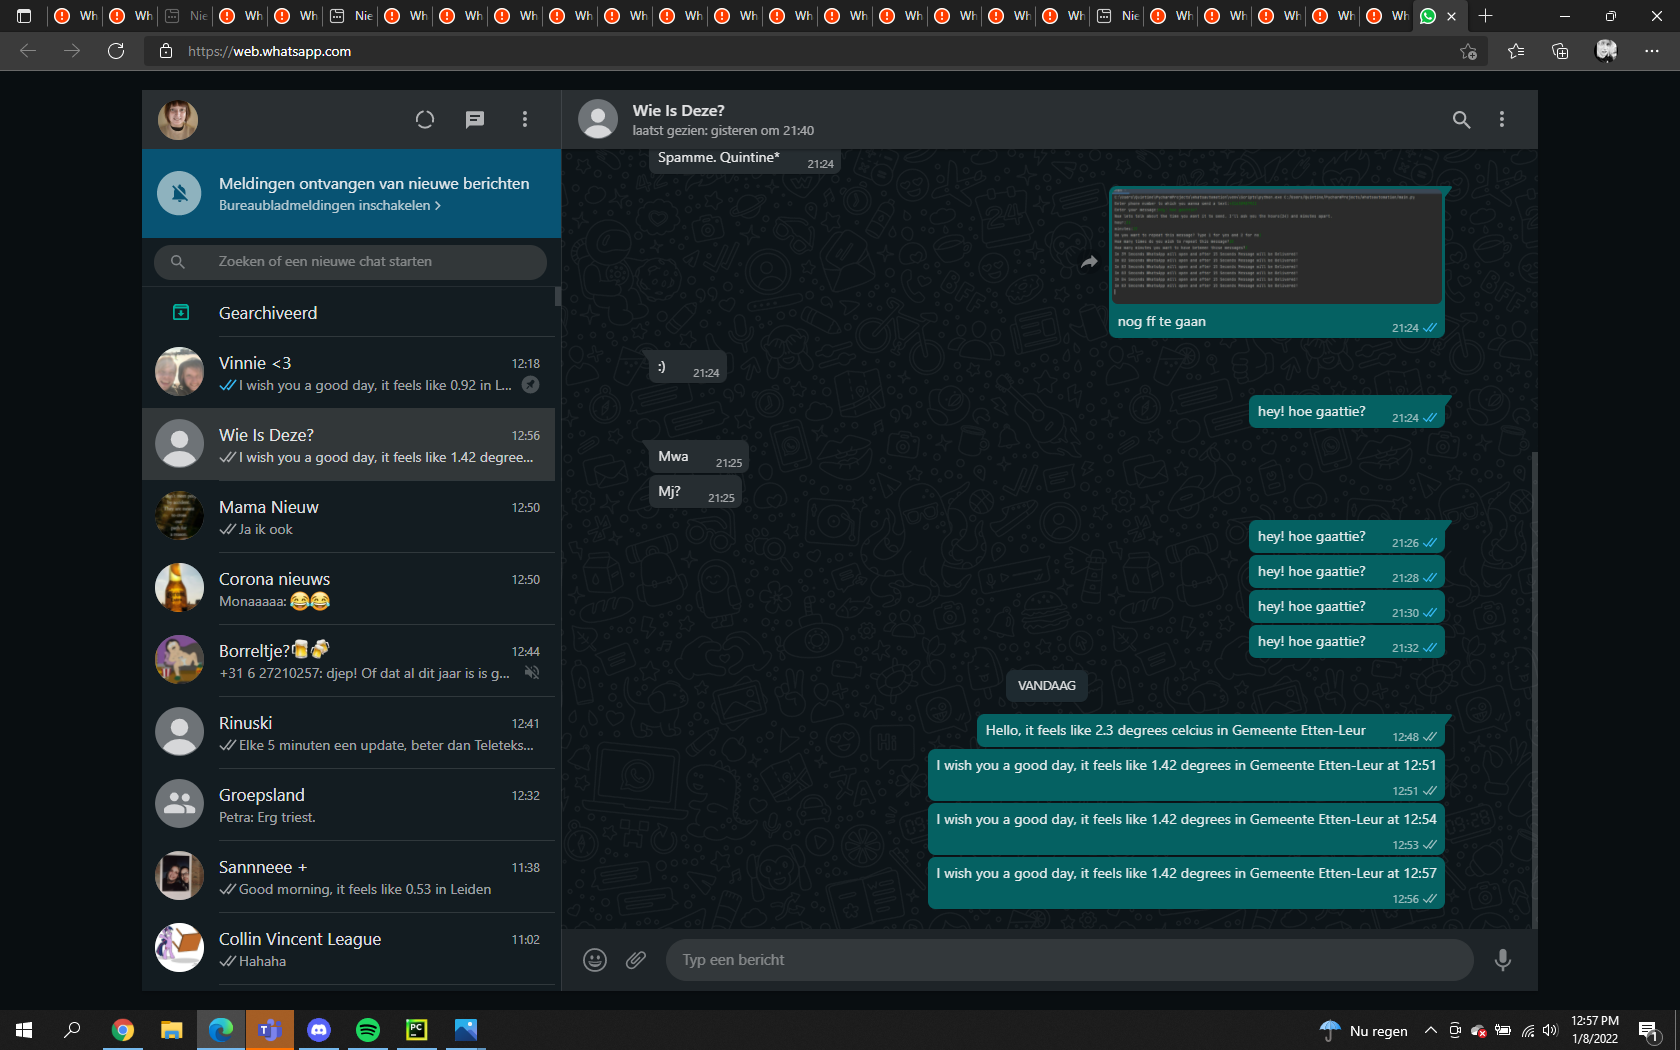 Wh Wh Nie Wh Wh Nie Wh Wh Wh Wh Wh Wh Wh Wh Wh Wh Wh Wh Wh Nie Wh Wh Wh Wh Wh
https://web.whatsapp.com
Meldingen ontvangen van nieuwe berichten
Bureaubladmeldingen inschakelen >
Zoeken of een nieuwe chat starten
Gearchiveerd
Vinnie <3 12:18
I wish you a good day, it feels like 0.92 in L...
Wie Is Deze? 12:56
I wish you a good day, it feels like 1.42 degree...
Mama Nieuw 12:50
Ja ik ook
Corona nieuws 12:50
Monaaaaa: 😂😂
Borreltje?🍺🍻 12:44
+31 6 27210257: djep! Of dat al dit jaar is is g...
Rinuski 12:41
Elke 5 minuten een update, beter dan Teleteks...
Groepsland 12:32
Petra: Erg triest.
Sannneee + 11:38
Good morning, it feels like 0.53 in Leiden
Collin Vincent League 11:02
Hahaha
Wie Is Deze?
laatst gezien: gisteren om 21:40
Spamme. Quintine* 21:24
nog ff te gaan 21:24
:) 21:24
hey! hoe gaattie? 21:24
Mwa 21:25
Mj? 21:25
hey! hoe gaattie? 21:26
hey! hoe gaattie? 21:28
hey! hoe gaattie? 21:30
hey! hoe gaattie? 21:32
VANDAAG
Hello, it feels like 2.3 degrees celcius in Gemeente Etten-Leur 12:48
I wish you a good day, it feels like 1.42 degrees in Gemeente Etten-Leur at 12:51
12:51
I wish you a good day, it feels like 1.42 degrees in Gemeente Etten-Leur at 12:54
12:53
I wish you a good day, it feels like 1.42 degrees in Gemeente Etten-Leur at 12:57
12:56
Typ een bericht
Nu regen
12:57 PM
1/8/2022
1